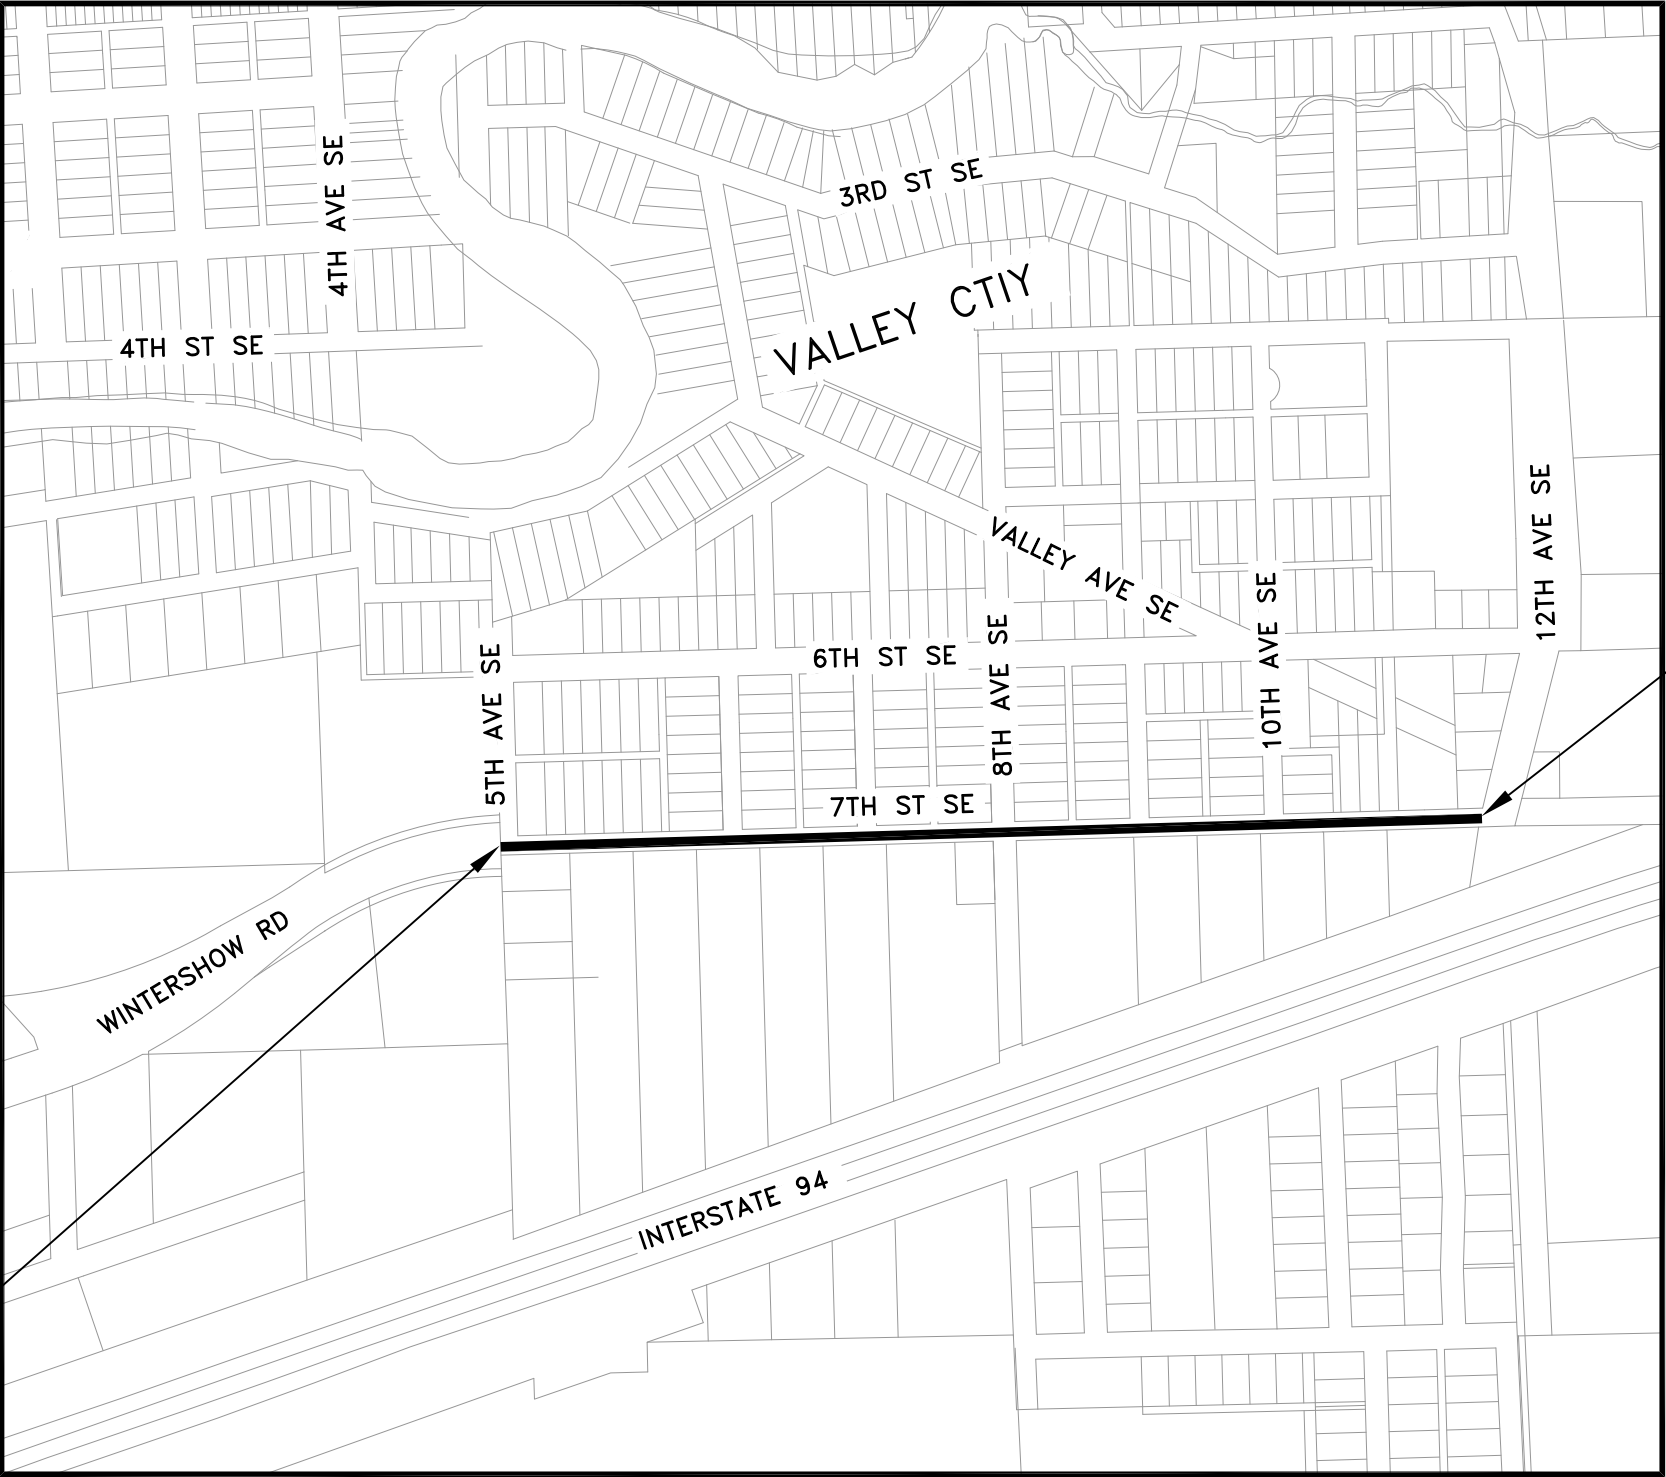 4TH AVE SE
3RD ST SE
VALLEY CTIY
4TH ST SE
VALLEY AVE SE
12TH AVE SE
10TH AVE SE
8TH AVE SE
6TH ST SE
5TH AVE SE
7TH ST SE
WINTERSHOW RD
INTERSTATE 94